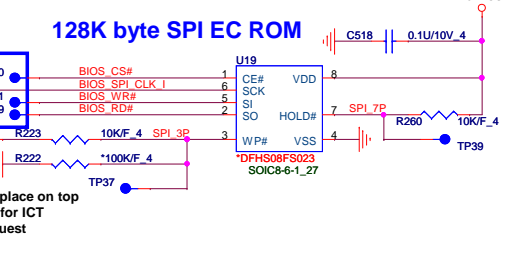 128K byte SPI EC ROM
C518 0.1U/10V_4
U19
BIOS_CS# 1 CE# VDD 8
BIOS_SPI_CLK_I 6 SCK
1 BIOS_WR# 5 SI
9 BIOS_RD# 2 SO HOLD# 7 SPI_7P
R260 10K/F_4
R223 10K/F_4 SPI_3P 3 WP# VSS 4
TP39
R222 *100K/F_4
*DFHS08FS023
SOIC8-6-1_27
TP37
place on top
for ICT